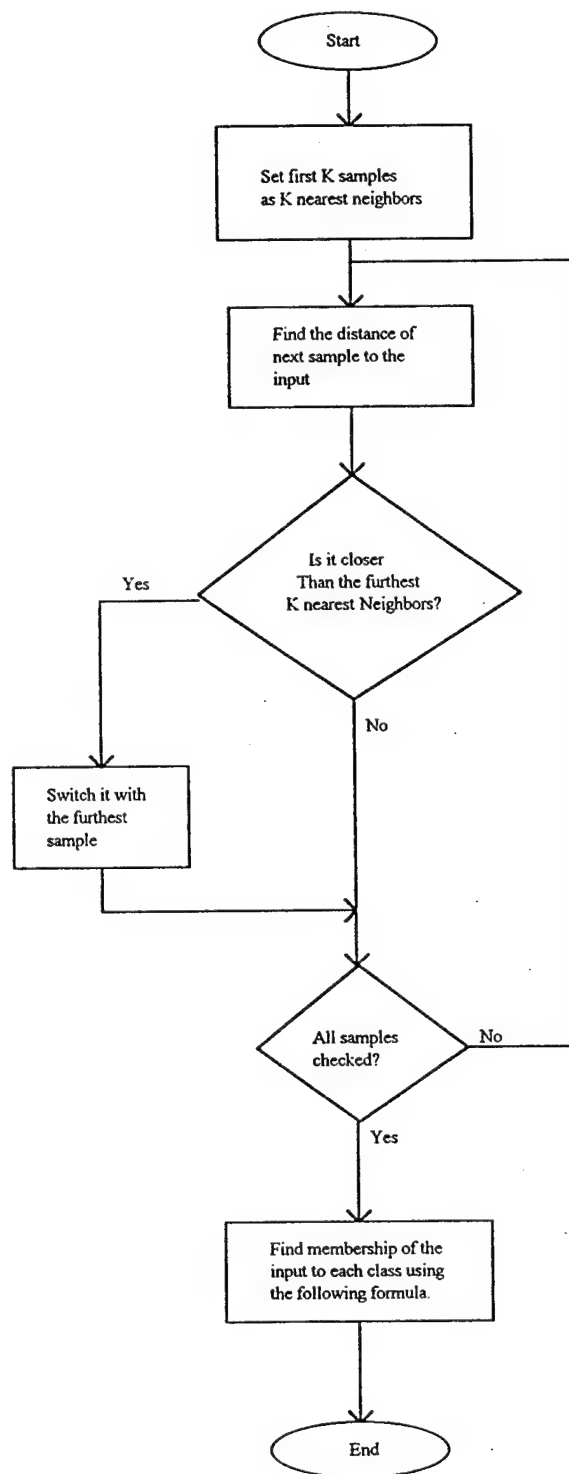 Start
Set first K samples
as K nearest neighbors
Find the distance of
next sample to the
input
Is it closer
Than the furthest
K nearest Neighbors?
Yes
No
Switch it with
the furthest
sample
All samples
checked?
No
Yes
Find membership of the
input to each class using
the following formula.
End